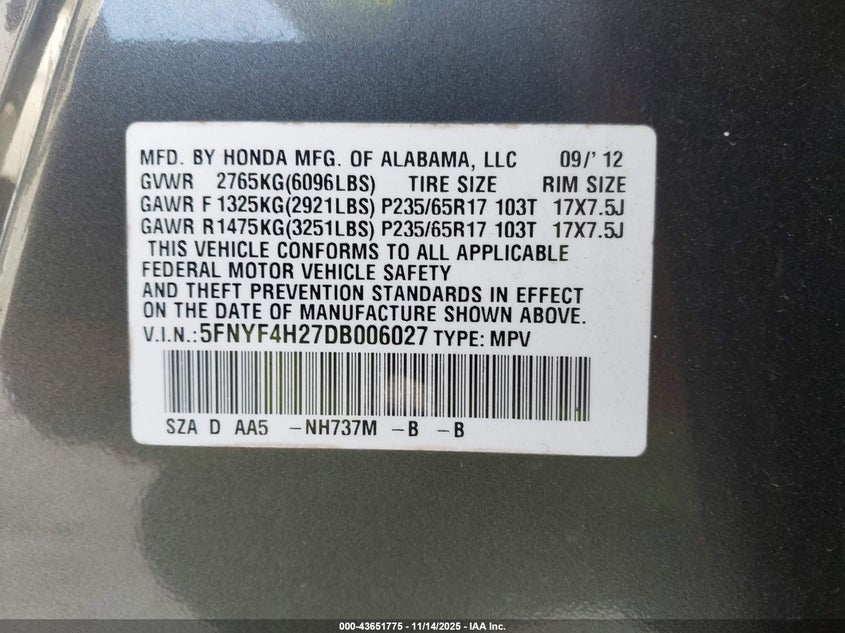 MFD. BY HONDA MFG. OF ALABAMA, LLC 09/' 12
GVWR 2765KG(6096LBS) TIRE SIZE RIM SIZE
GAWR F 1325KG(2921LBS) P235/65R17 103T 17X7.5J
GAWR R1475KG(3251LBS) P235/65R17 103T 17X7.5J
THIS VEHICLE CONFORMS TO ALL APPLICABLE
FEDERAL MOTOR VEHICLE SAFETY
AND THEFT PREVENTION STANDARDS IN EFFECT
ON THE DATE OF MANUFACTURE SHOWN ABOVE.
V.I.N.:5FNYF4H27DB006027 TYPE: MPV
SZA D AA5 -NH737M -B -B
000-43651775 - 11/14/2025 - IAA Inc.